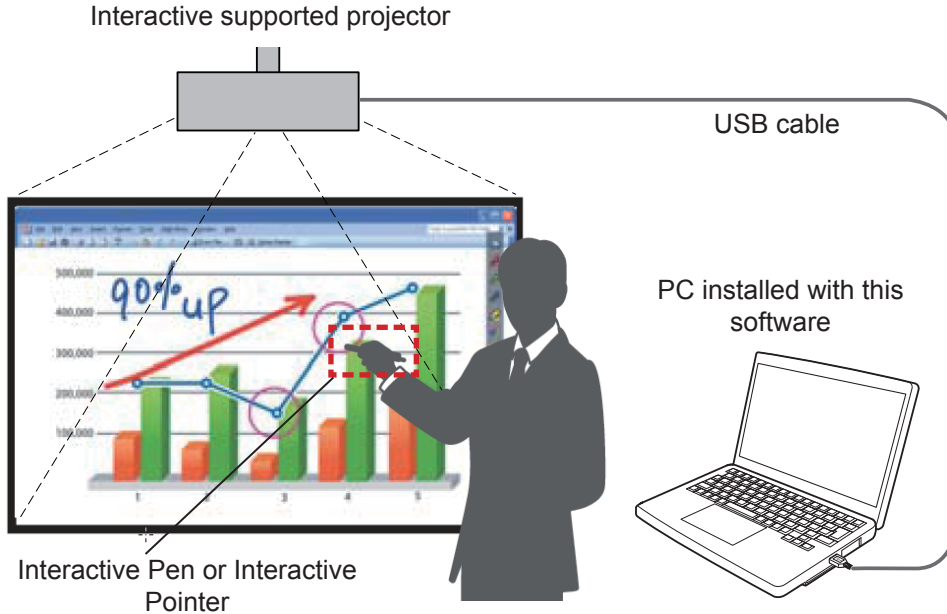 Interactive supported projector
USB cable
500,000
90% up
400,000
300,000
200,000
100,000
1
2
3
4
5
PC installed with this
software
Interactive Pen or Interactive
Pointer